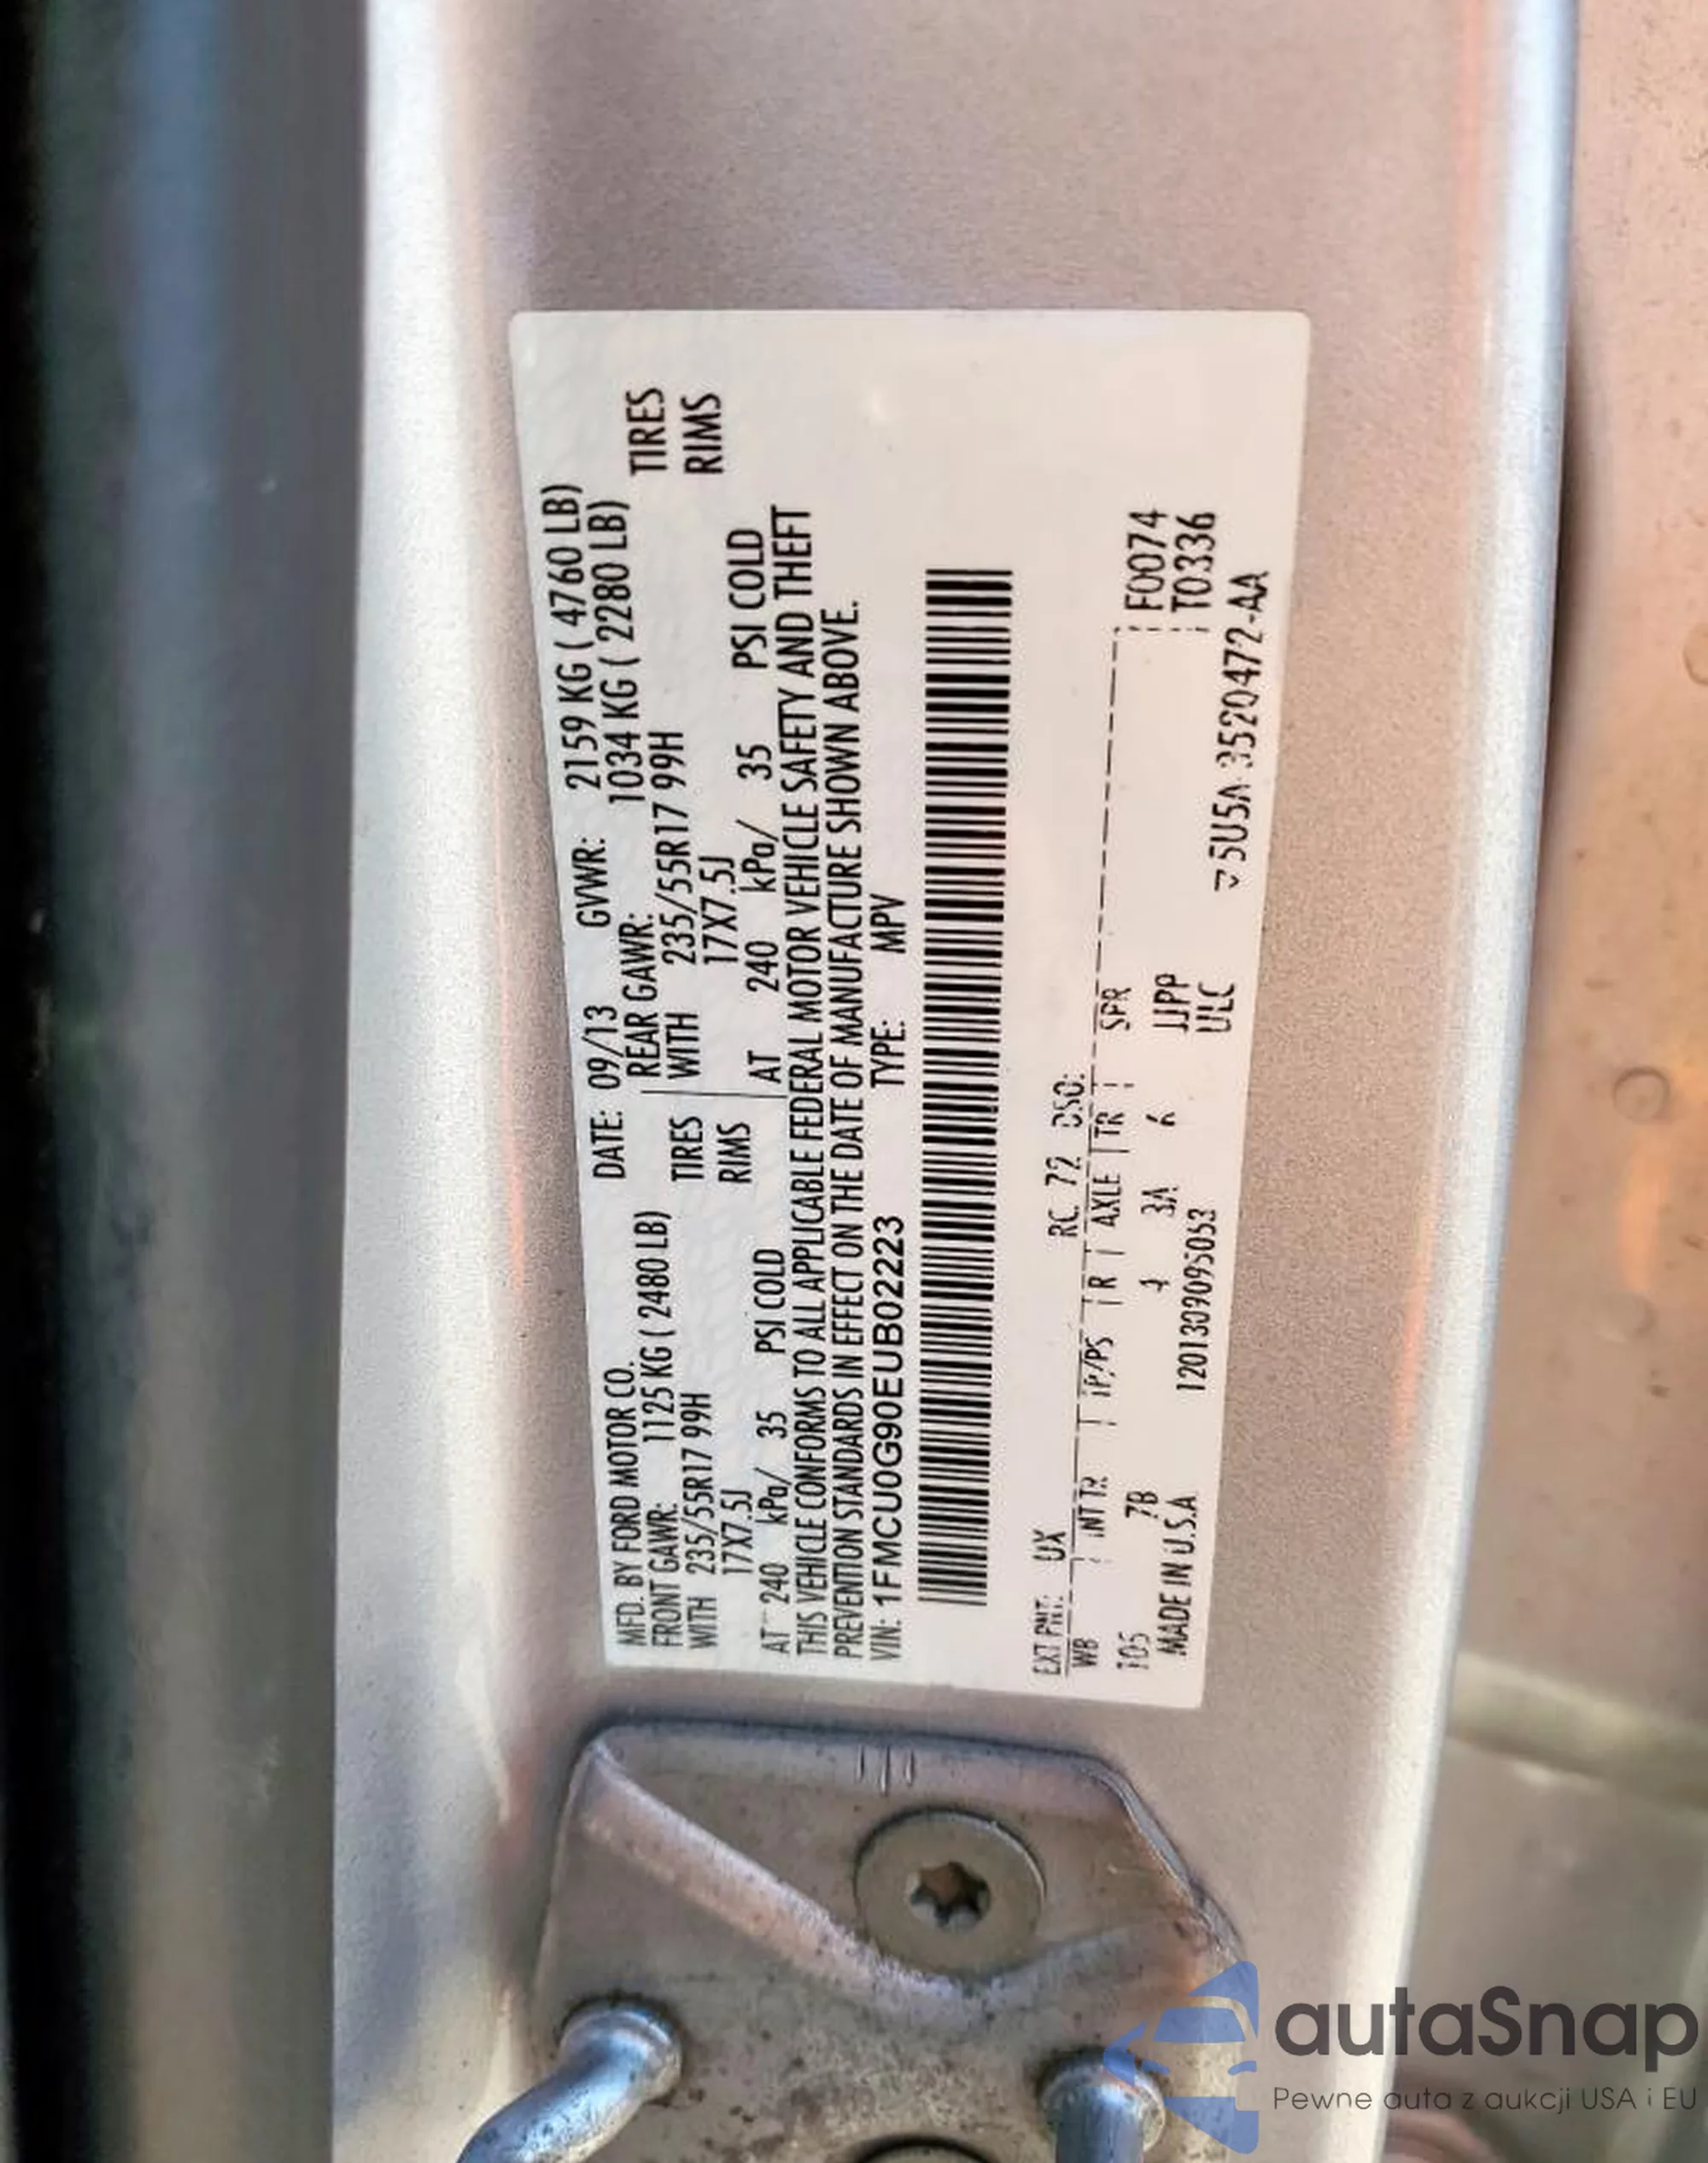 MFD. BY FORD MOTOR CO. DATE: 09/13 GVWR: 2159 KG ( 4760 LB)
FRONT GAWR: 1125 KG ( 2480 LB) REAR GAWR: 1034 KG ( 2280 LB)
WITH 235/55R17 99H TIRES WITH 235/55R17 99H TIRES
17X7.5J RIMS 17X7.5J RIMS
AT 240 kPa/ 35 PSI COLD AT 240 kPa/ 35 PSI COLD
THIS VEHICLE CONFORMS TO ALL APPLICABLE FEDERAL MOTOR VEHICLE SAFETY AND THEFT
PREVENTION STANDARDS IN EFFECT ON THE DATE OF MANUFACTURE SHOWN ABOVE.
VIN: 1FMCU0G90EUB02223 TYPE: MPV
EXT PNT: UX RC: 72 DSO:
WB INT TR TP/PS R AXLE TR SPR F0074
105 7B 4 3A 6 JJPP T0336
MADE IN U.S.A 1201309095053 ULC
5U5A-3520472-AA
autaSnap
Pewne auta z aukcji USA i EU